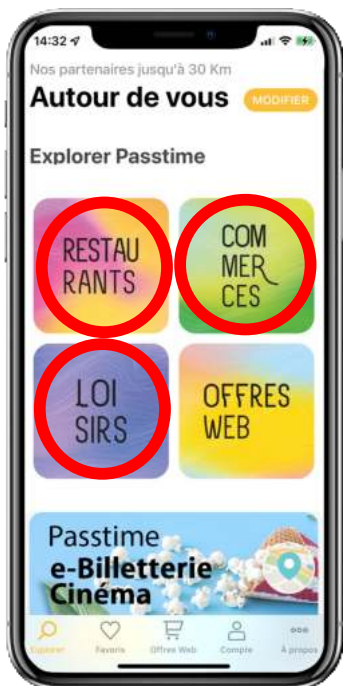 14:32
Nos partenaires jusqu'à 30 Km
Autour de vous
MODIFIER
Explorer Passtime
RESTAU
RANTS
COM
MER
CES
LOI
SIRS
OFFRES
WEB
Passtime
e-Billetterie
Cinéma
Explorer
Favoris
Offres Web
Compte
À propos